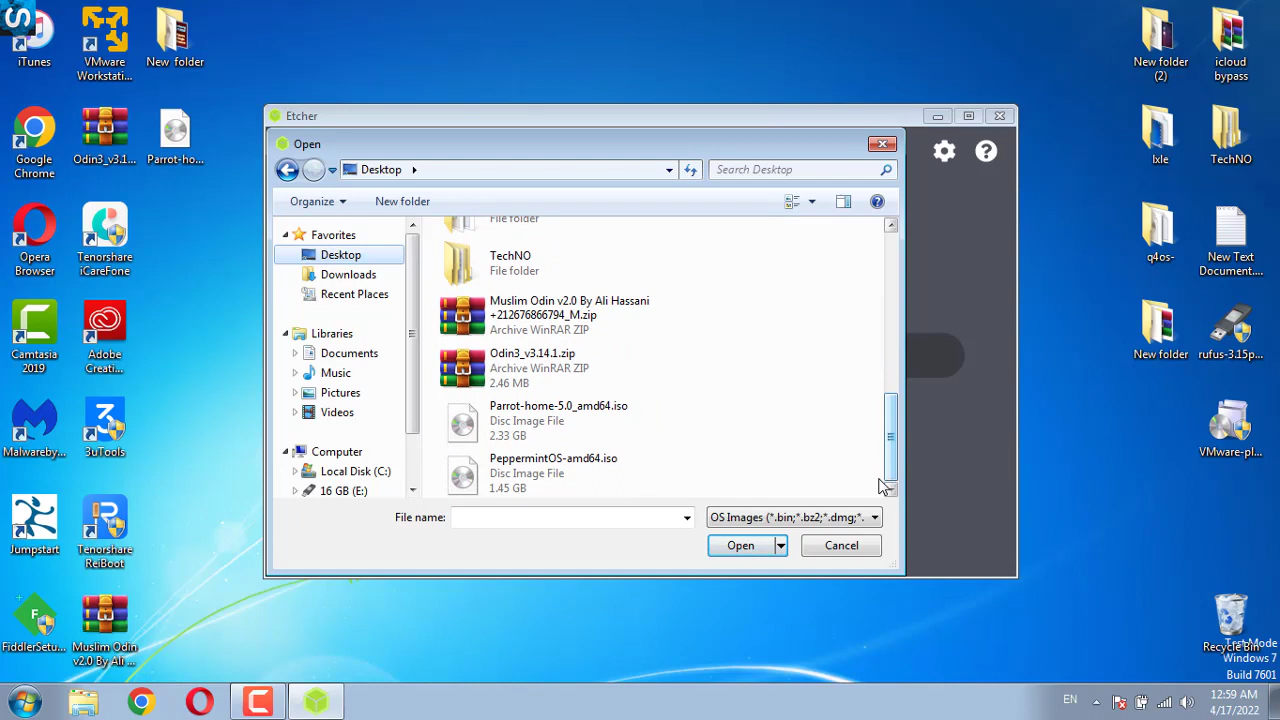 iTunes
VMware
Workstati...
New folder
Google
Chrome
Odin3_v3.1...
Parrot-ho...
Opera
Browser
Tenorshare
iCareFone
Camtasia
2019
Adobe
Creati...
Malwareby...
3uTools
Jumpstart
Tenorshare
ReiBoot
FiddlerSetu...
Muslim Odin
v2.0 By Ali ...
Etcher
Open
Desktop
Search Desktop
Organize
New folder
Favorites
Desktop
Downloads
Recent Places
Libraries
Documents
Music
Pictures
Videos
Computer
Local Disk (C:)
16 GB (E:)
File folder
TechNO
File folder
Muslim Odin v2.0 By Ali Hassani
+212676866794_M.zip
Archive WinRAR ZIP
Odin3_v3.14.1.zip
Archive WinRAR ZIP
2.46 MB
Parrot-home-5.0_amd64.iso
Disc Image File
2.33 GB
PeppermintOS-amd64.iso
Disc Image File
1.45 GB
File name:
OS Images (*.bin;*.bz2;*.dmg;*.
Open
Cancel
New folder
(2)
icloud
bypass
lxle
TechNO
q4os-
New Text
Document....
New folder
rufus-3.15p...
VMware-pl...
Recycle Bin
Test Mode
Windows 7
Build 7601
EN
12:59 AM
4/17/2022